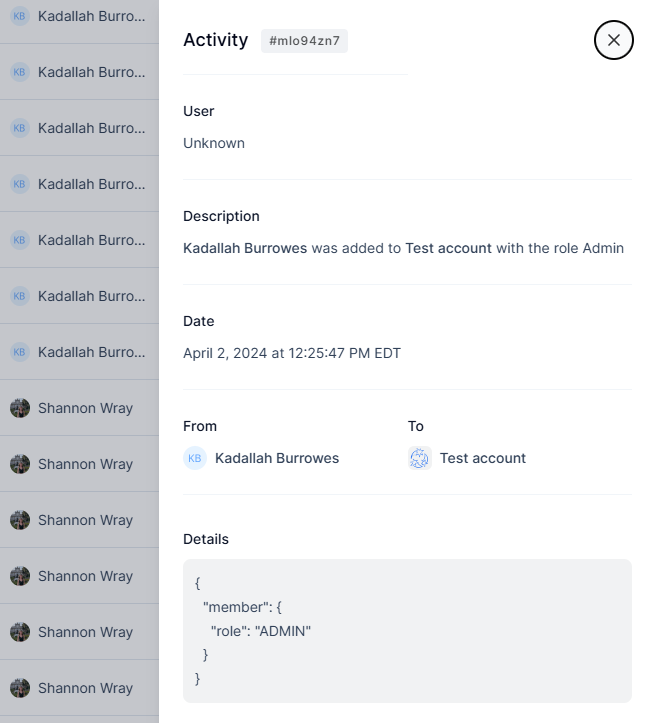 KB Kadallah Burro...
KB Kadallah Burro...
KB Kadallah Burro...
KB Kadallah Burro...
KB Kadallah Burro...
KB Kadallah Burro...
KB Kadallah Burro...
Shannon Wray
Shannon Wray
Shannon Wray
Shannon Wray
Shannon Wray
Shannon Wray
Activity #mlo94zn7
User
Unknown
Description
Kadallah Burrowes was added to Test account with the role Admin
Date
April 2, 2024 at 12:25:47 PM EDT
From To
KB Kadallah Burrowes Test account
Details
{
"member": {
"role": "ADMIN"
}
}